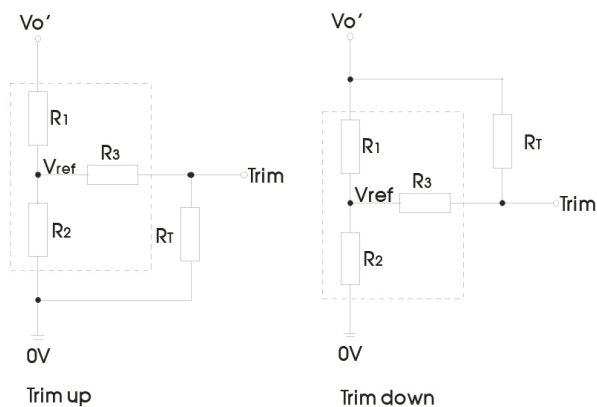 Vo′
R1
Vref
R3
Trim
R2
RT
0V
Trim up
Vo′
R1
RT
Vref
R3
Trim
R2
0V
Trim down